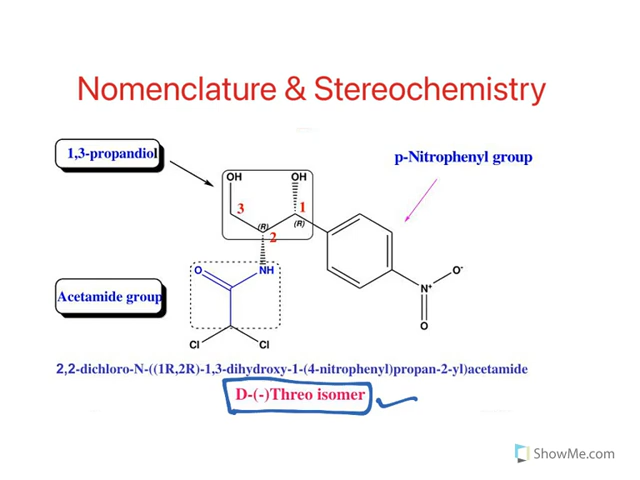 Nomenclature & Stereochemistry
1,3-propandiol
p-Nitrophenyl group
OH
OH
3
1
(R)
(R)
2
O
NH
N+
O-
O
Acetamide group
Cl
Cl
2,2-dichloro-N-((1R,2R)-1,3-dihydroxy-1-(4-nitrophenyl)propan-2-yl)acetamide
D-(-)Threo isomer
ShowMe.com